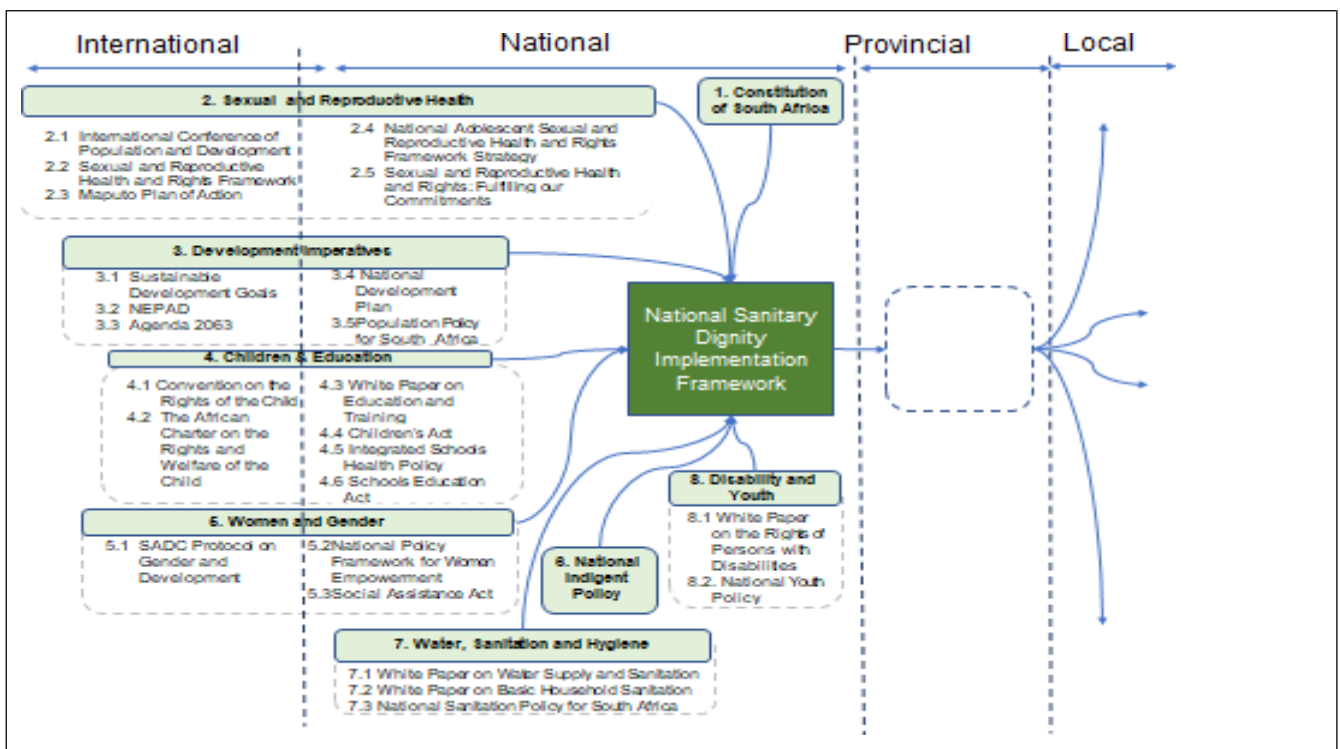 International
National
Provincial
Local
2. Sexual and Reproductive Health
2.1 International Conference of
Population and Development
2.2 Sexual and Reproductive
Health and Rights Framework
2.3 Maputo Plan of Action
2.4 National Adolescent Sexual and
Reproductive Health and Rights
Framework Strategy
2.5 Sexual and Reproductive Health
and Rights: Fulfilling our
Commitments
1. Constitution
of South Africa
3. Development Imperatives
3.1 Sustainable
Development Goals
3.2 NEPAD
3.3 Agenda 2063
3.4 National
Development
Plan
3.5Population Policy
for South Africa
4. Children & Education
4.1 Convention on the
Rights of the Child
4.2 The African
Charter on the
Rights and
Welfare of the
Child
4.3 White Paper on
Education and
Training
4.4 Children's Act
4.5 Integrated Schools
Health Policy
4.6 Schools Education
Act
5. Women and Gender
5.1 SADC Protocol on
Gender and
Development
5.2National Policy
Framework for Women
Empowerment
5.3Social Assistance Act
National Sanitary
Dignity
Implementation
Framework
6. National
Indigent
Policy
8. Disability and
Youth
8.1 White Paper
on the Rights of
Persons with
Disabilities
8.2. National Youth
Policy
7. Water, Sanitation and Hygiene
7.1 White Paper on Water Supply and Sanitation
7.2 White Paper on Basic Household Sanitation
7.3 National Sanitation Policy for South Africa